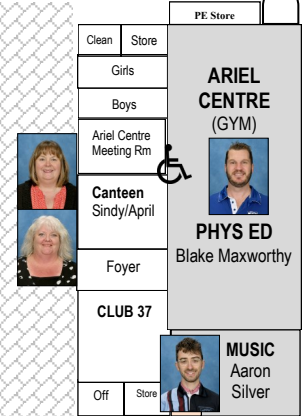 PE Store
Clean
Store
Girls
Boys
Ariel Centre
Meeting Rm
Canteen
Sindy/April
Foyer
CLUB 37
Off
Store
ARIEL
CENTRE
(GYM)
PHYS ED
Blake Maxworthy
MUSIC
Aaron
Silver